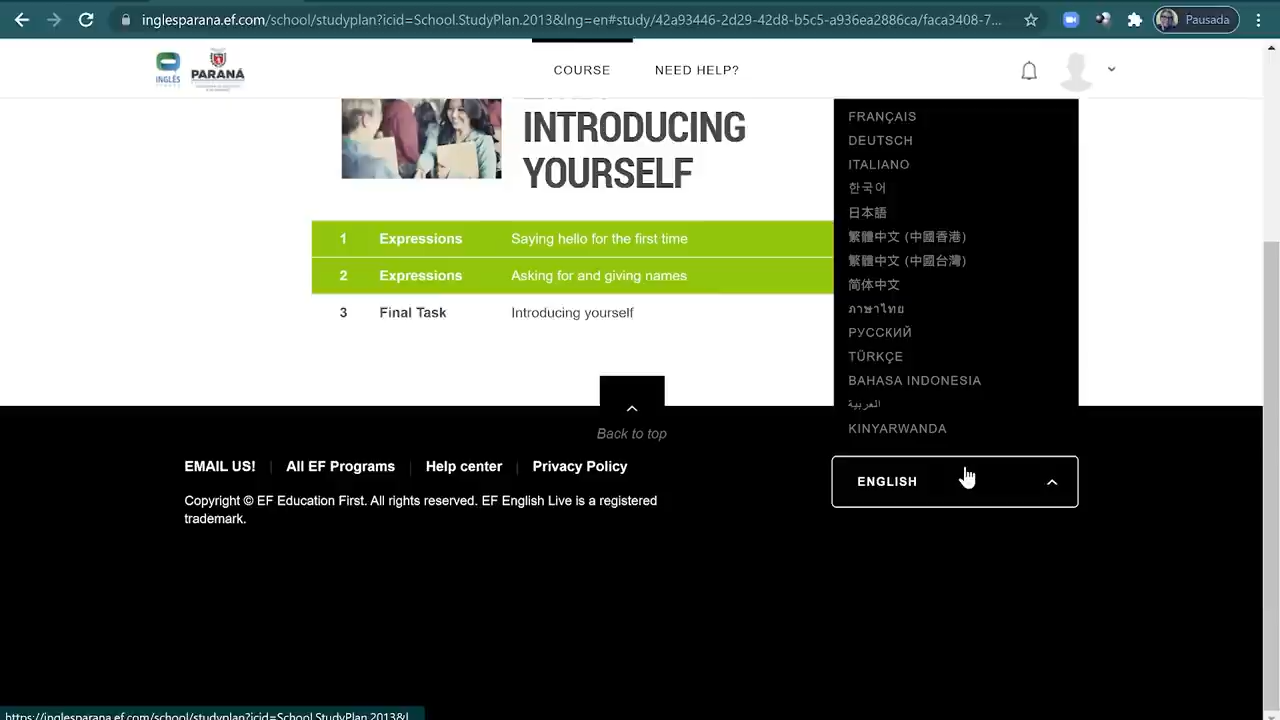 inglesparana.ef.com/school/studyplan?icid=School.StudyPlan.2013&lng=en#study/42a93446-2d29-42d8-b5c5-a936ea2886ca/faca3408-7...
Pausada
INGLÊS
PARANÁ
COURSE
NEED HELP?
INTRODUCING
YOURSELF
1 Expressions Saying hello for the first time
2 Expressions Asking for and giving names
3 Final Task Introducing yourself
FRANÇAIS
DEUTSCH
ITALIANO
한국어
日本語
繁體中文 (中國香港)
繁體中文 (中國台灣)
简体中文
ภาษาไทย
РУССКИЙ
TÜRKÇE
BAHASA INDONESIA
العربية
KINYARWANDA
ENGLISH
Back to top
EMAIL US! All EF Programs Help center Privacy Policy
Copyright © EF Education First. All rights reserved. EF English Live is a registered
trademark.
https://inglesparana.ef.com/school/studyplan?icid=School.StudyPlan.2013&l